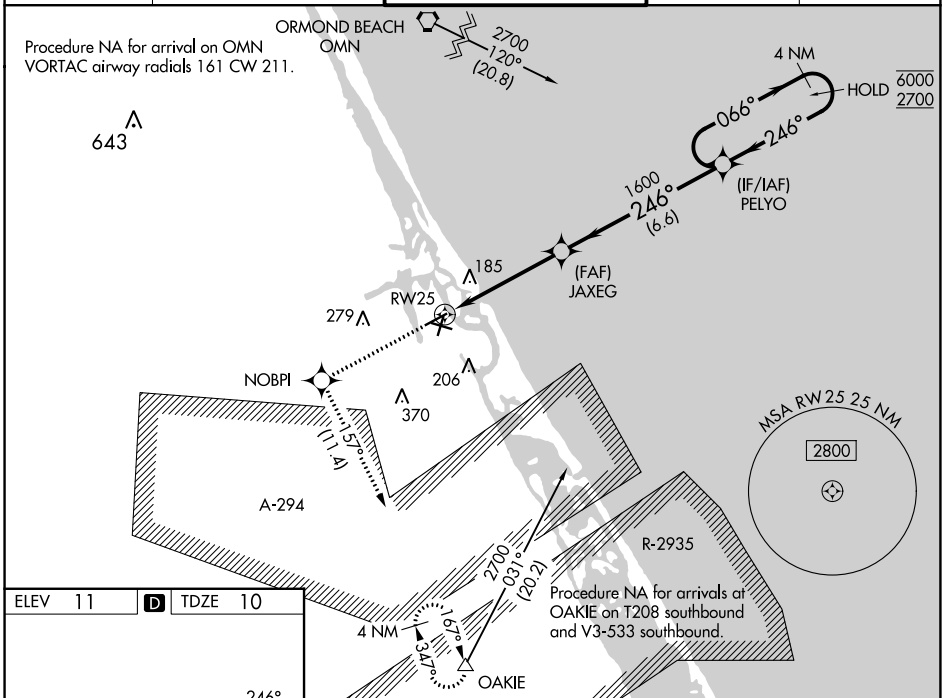 Procedure NA for arrival on OMN
VORTAC airway radials 161 CW 211.
ORMOND BEACH
OMN
2700
120°
(20.8)
4 NM
HOLD
6000
2700
066°
246°
643
(IF/IAF)
PELYO
1600
246°
(6.6)
(FAF)
JAXEG
185
RW25
279
NOBPI
206
370
157°
(11.4)
MSA RW25 25 NM
2800
A-294
R-2935
2700
031°
(20.2)
Procedure NA for arrivals at
OAKIE on T208 southbound
and V3-533 southbound.
ELEV 11 D TDZE 10
4 NM
167°
347°
OAKIE
246°